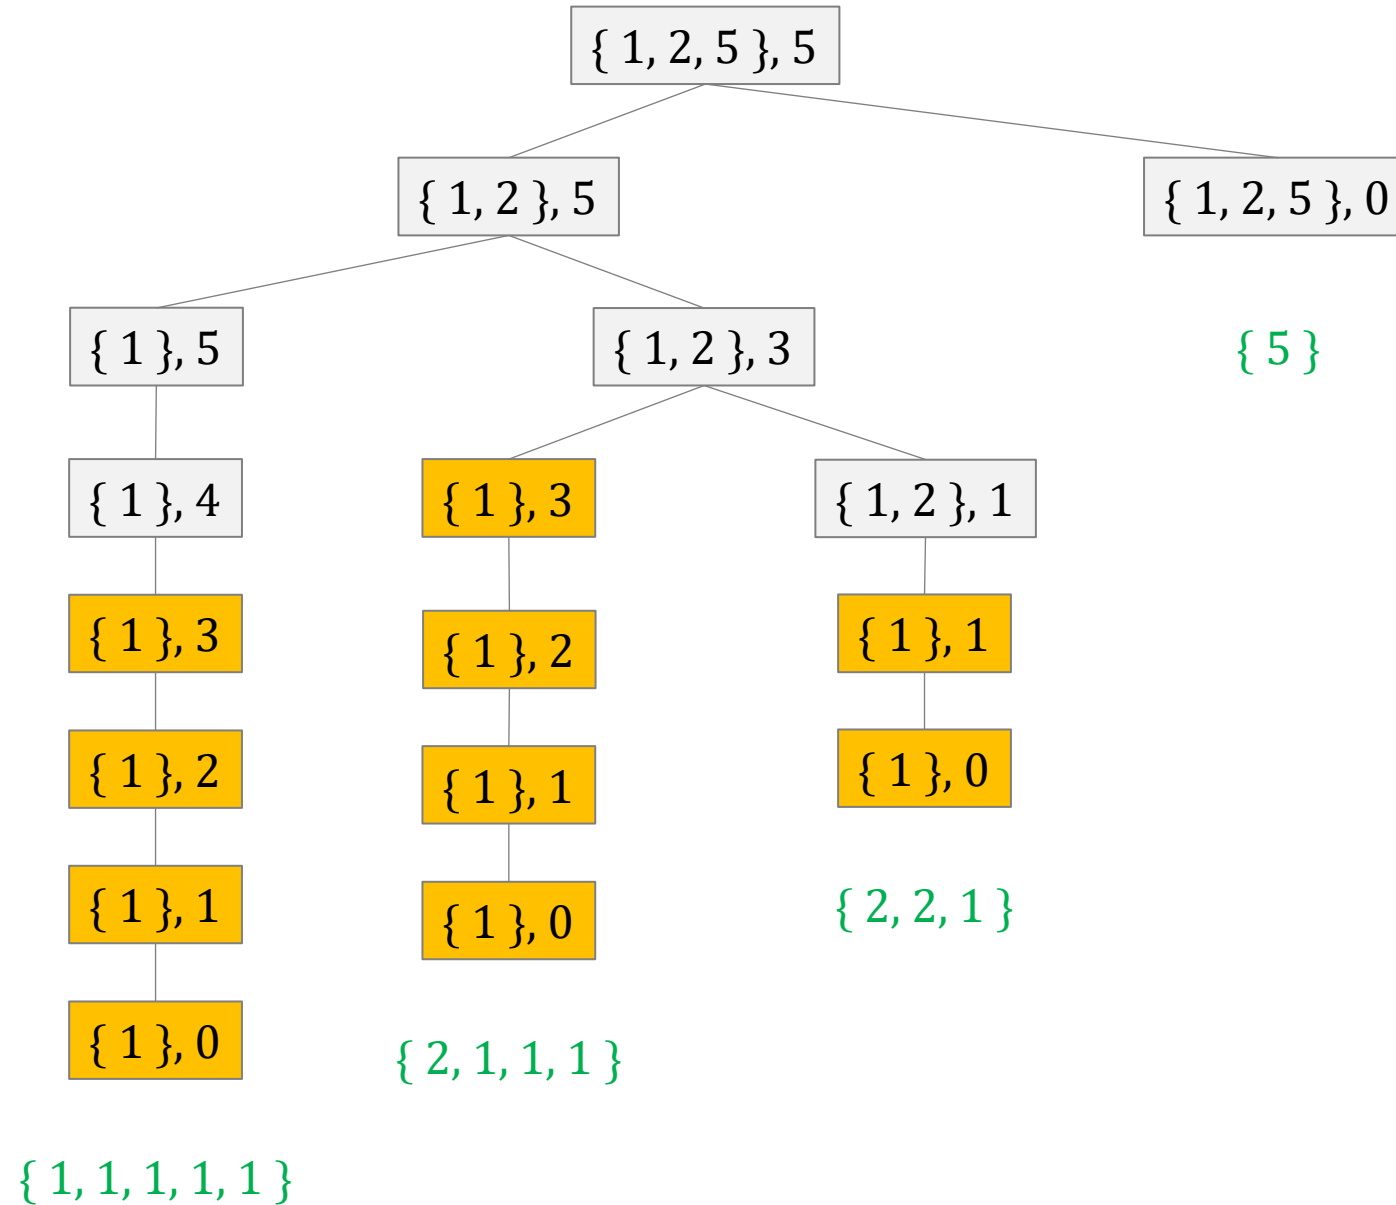 { 1, 2, 5 }, 5
{ 1, 2 }, 5
{ 1, 2, 5 }, 0
{ 1 }, 5
{ 1, 2 }, 3
{ 5 }
{ 1 }, 4
{ 1 }, 3
{ 1, 2 }, 1
{ 1 }, 3
{ 1 }, 2
{ 1 }, 1
{ 1 }, 2
{ 1 }, 1
{ 1 }, 0
{ 1 }, 1
{ 1 }, 0
{ 2, 2, 1 }
{ 1 }, 0
{ 2, 1, 1, 1 }
{ 1, 1, 1, 1, 1 }